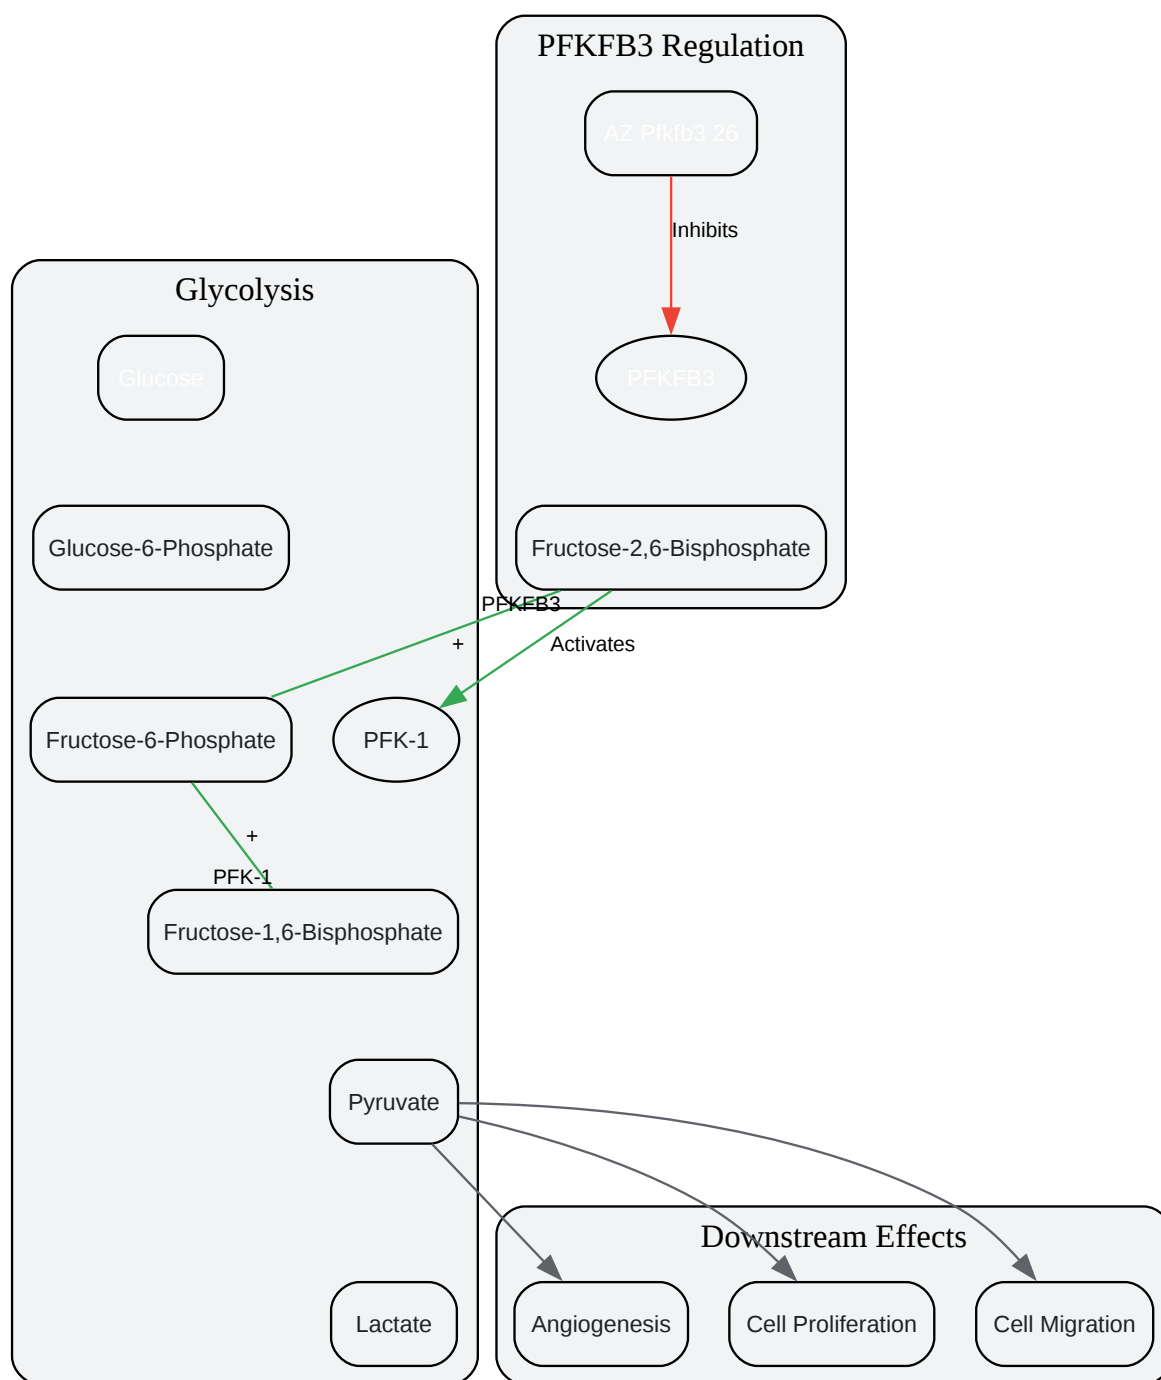 PFKFB3 Regulation
AZ Pfkfb3 26
Inhibits
PFKFB3
Fructose-2,6-Bisphosphate
Glycolysis
Glucose
Glucose-6-Phosphate
PFKFB3
+
Activates
Fructose-6-Phosphate
PFK-1
+
PFK-1
Fructose-1,6-Bisphosphate
Pyruvate
Lactate
Downstream Effects
Angiogenesis
Cell Proliferation
Cell Migration